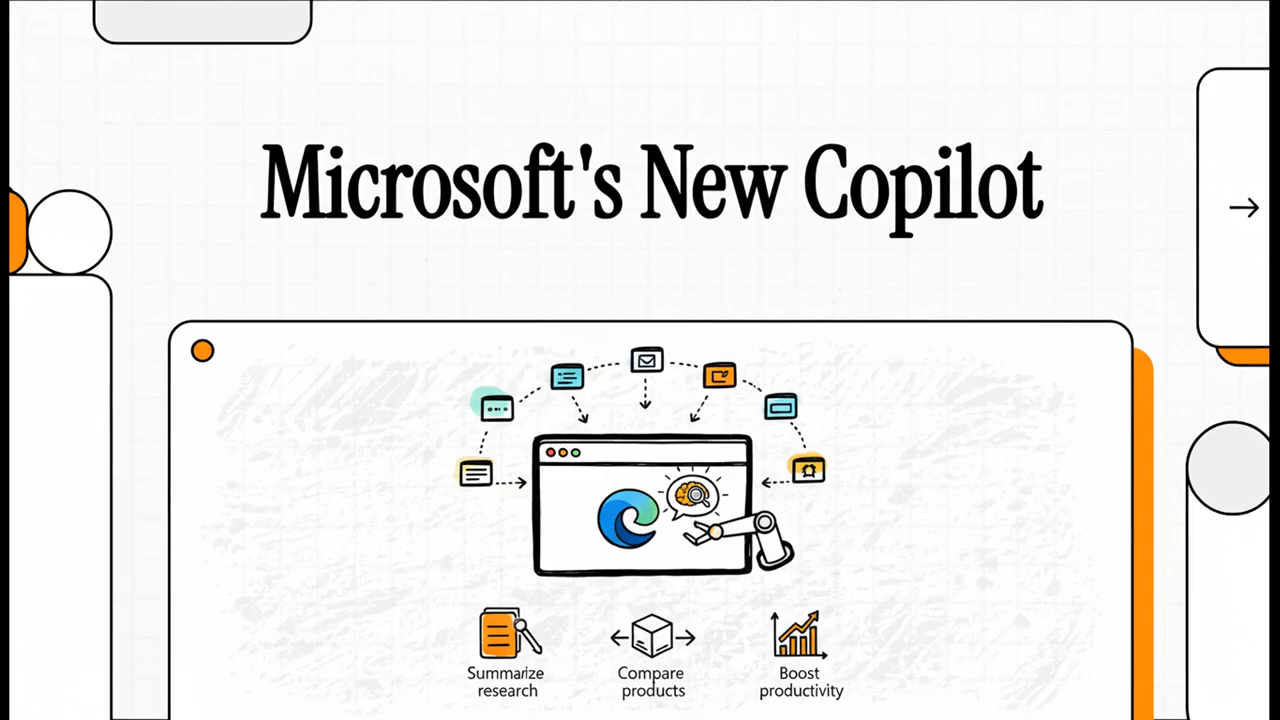 Microsoft's New Copilot
Summarize
research
Compare
products
Boost
productivity